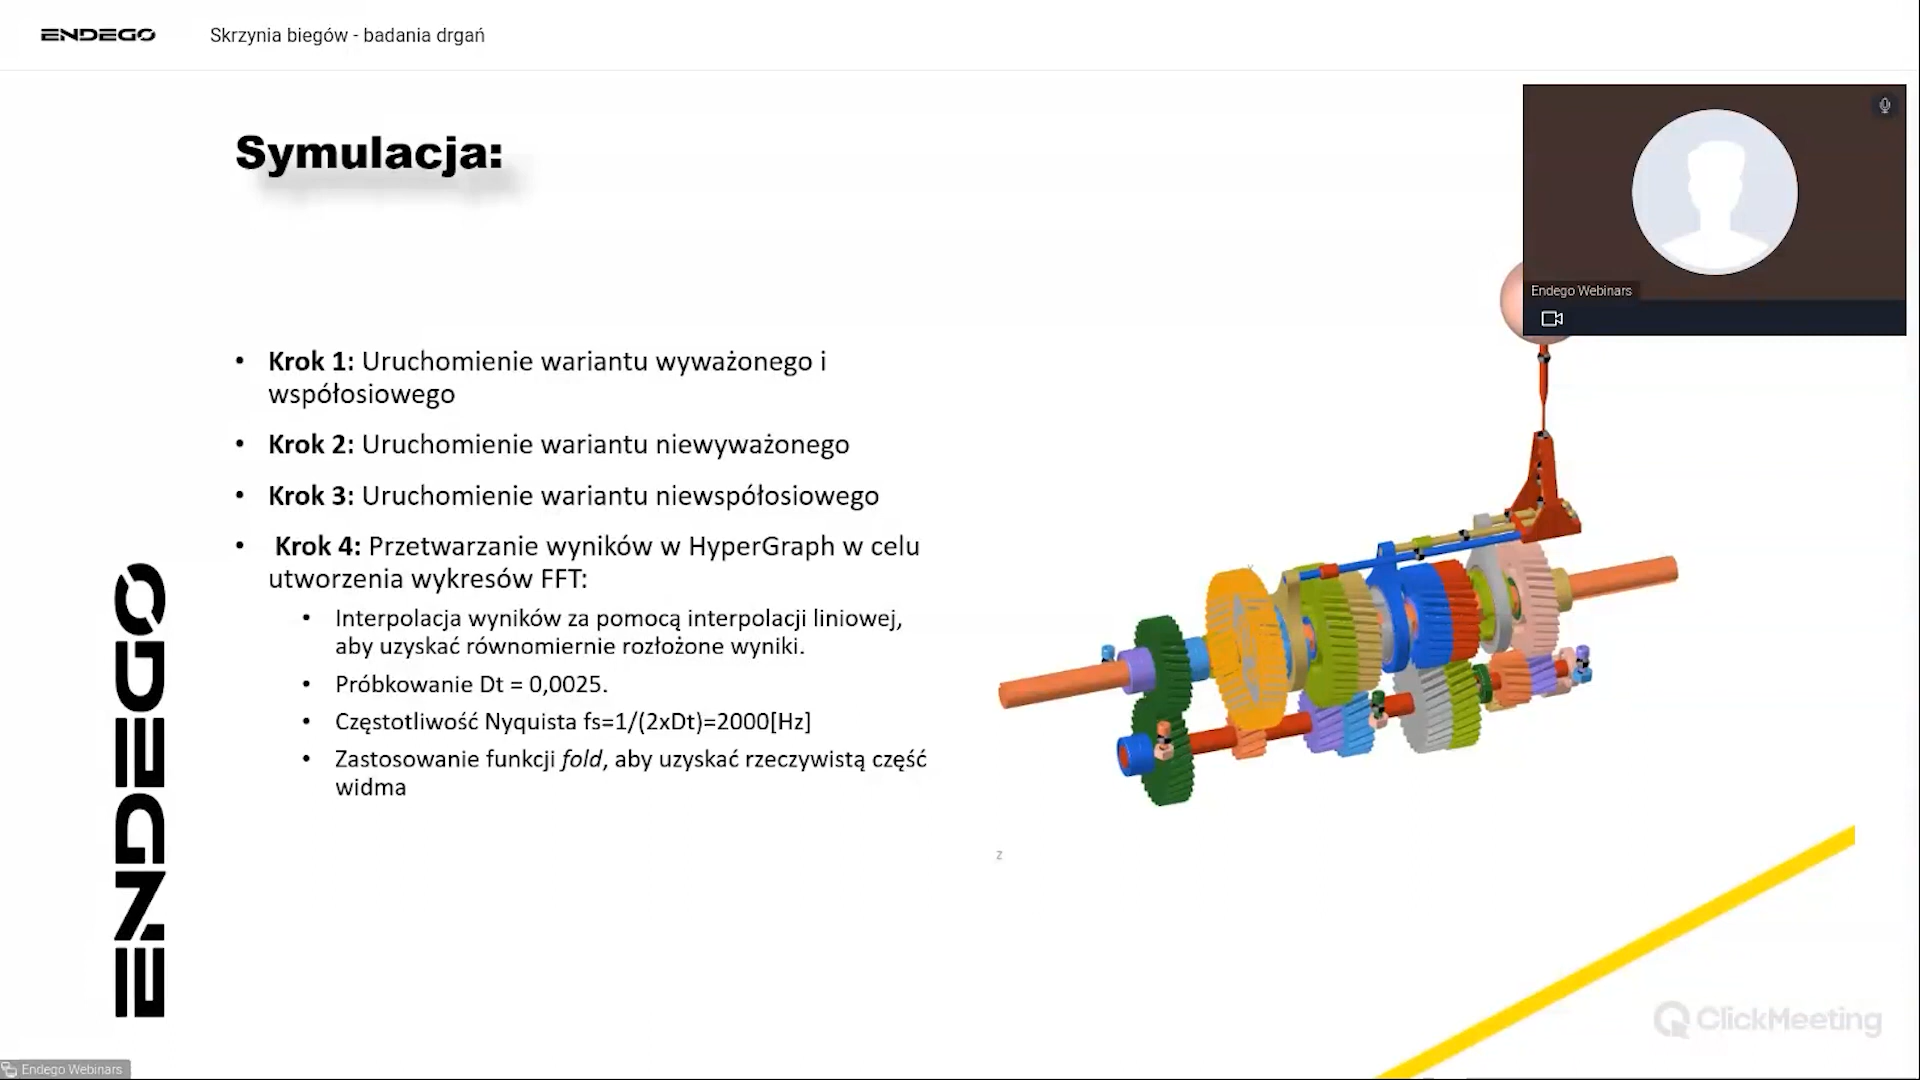 ENDEGO
Skrzynia biegów - badania drgań
Symulacja:
Endego Webinars
• Krok 1: Uruchomienie wariantu wyważonego i
współosiowego
• Krok 2: Uruchomienie wariantu niewyważonego
• Krok 3: Uruchomienie wariantu niewspółosiowego
• Krok 4: Przetwarzanie wyników w HyperGraph w celu
utworzenia wykresów FFT:
• Interpolacja wyników za pomocą interpolacji liniowej,
aby uzyskać równomiernie rozłożone wyniki.
• Próbkowanie Dt = 0,0025.
• Częstotliwość Nyquista fs=1/(2xDt)=2000[Hz]
• Zastosowanie funkcji fold, aby uzyskać rzeczywistą część
widma
Y
Z
ENDEGO
ClickMeeting
Endego Webinars